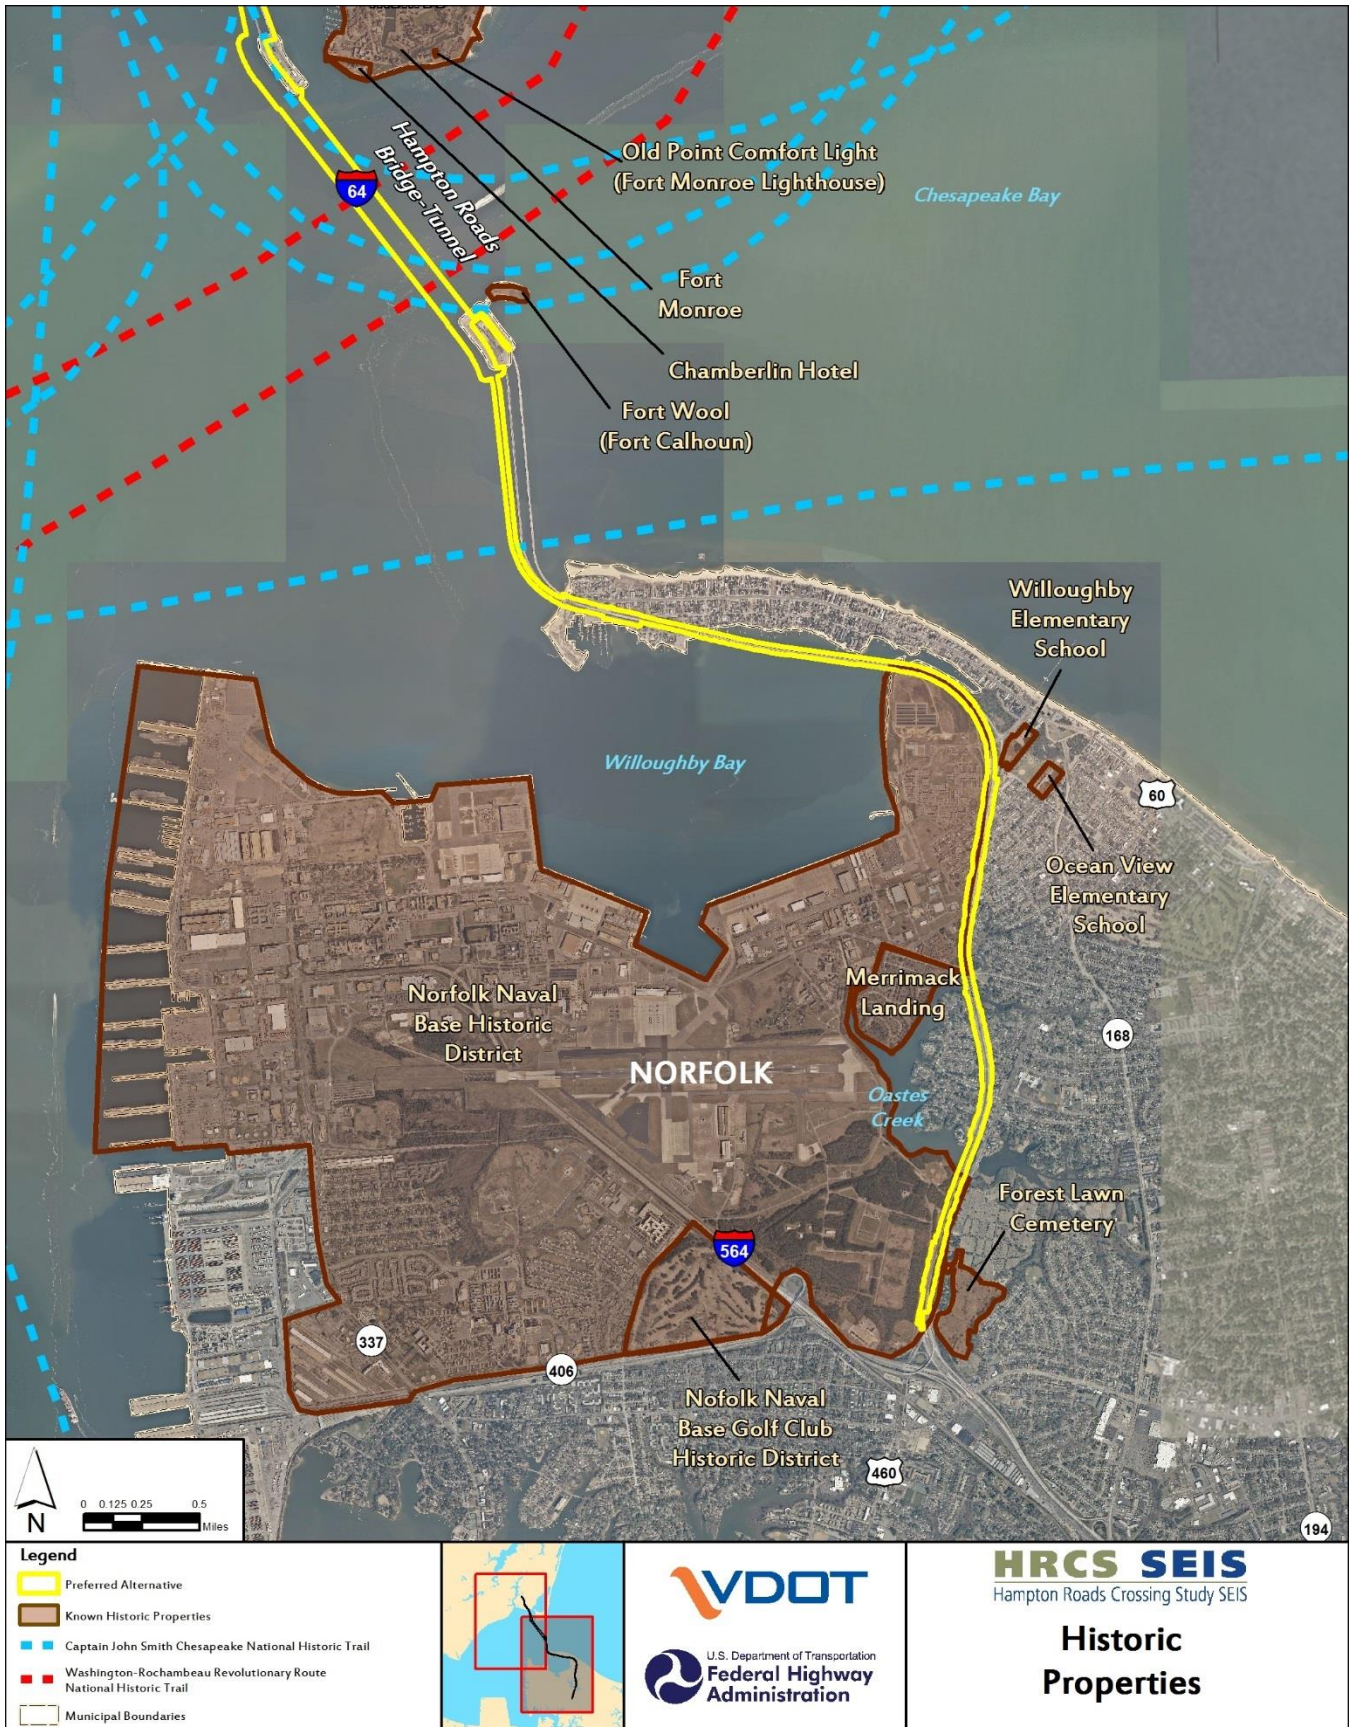 Hampton Roads
Bridge-Tunnel
64
Old Point Comfort Light
(Fort Monroe Lighthouse)
Chesapeake Bay
Fort
Monroe
Chamberlin Hotel
Fort Wool
(Fort Calhoun)
Willoughby
Elementary
School
Willoughby Bay
60
Ocean View
Elementary
School
Merrimack
Landing
Norfolk Naval
Base Historic
District
NORFOLK
168
Oastes
Creek
Forest Lawn
Cemetery
564
337
406
Nofolk Naval
Base Golf Club
Historic District
460
194
N
0 0.125 0.25 0.5
Miles
Legend
Preferred Alternative
Known Historic Properties
Captain John Smith Chesapeake National Historic Trail
Washington-Rochambeau Revolutionary Route
National Historic Trail
Municipal Boundaries
VDOT
U.S. Department of Transportation
Federal Highway
Administration
HRCS SEIS
Hampton Roads Crossing Study SEIS
Historic
Properties